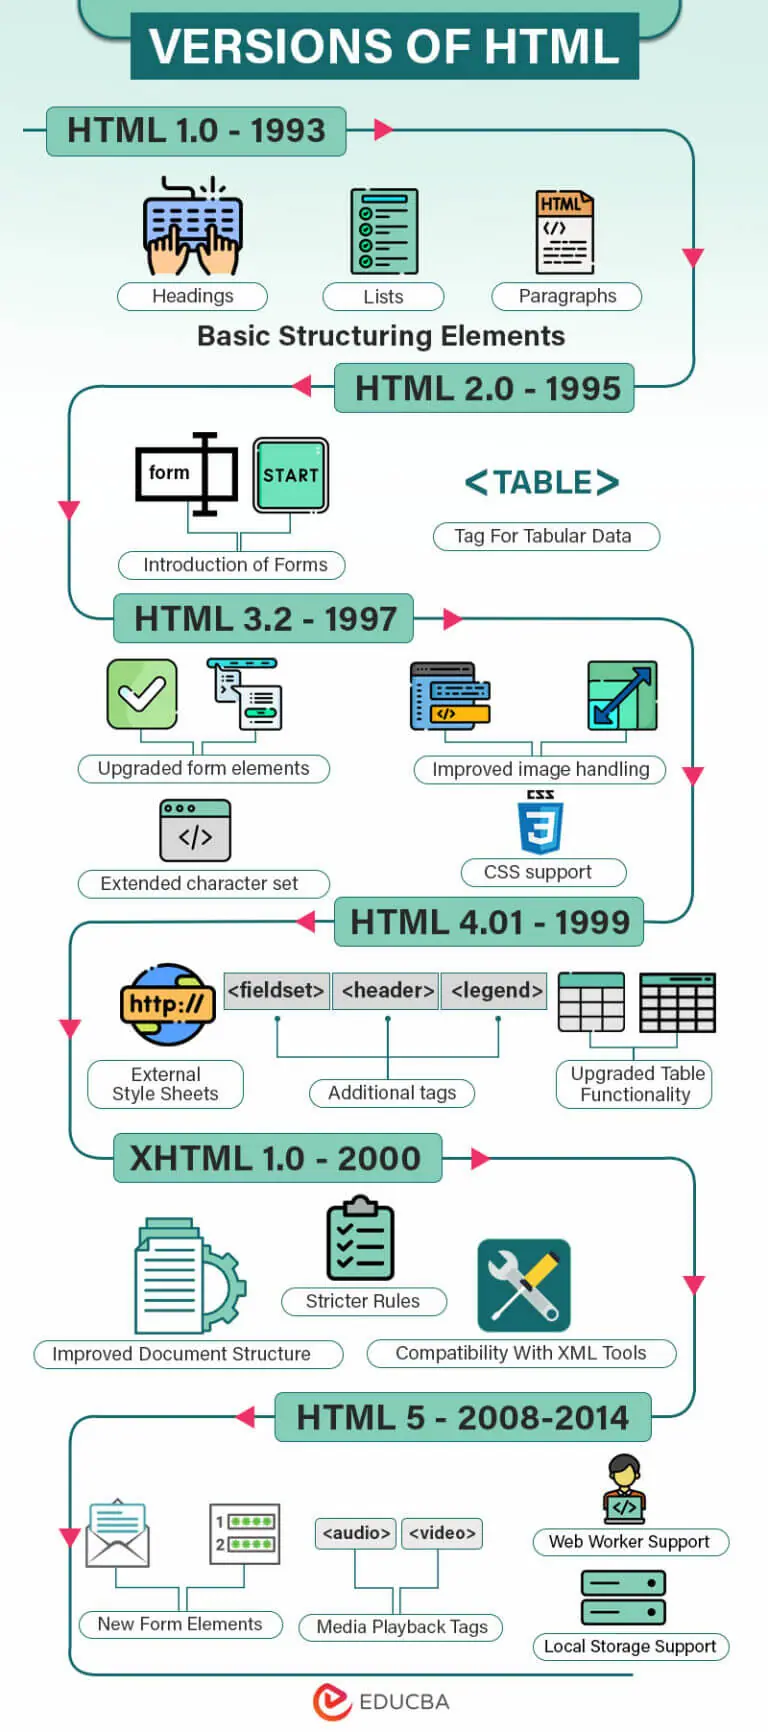 VERSIONS OF HTML
HTML 1.0 - 1993
HTML
</>
Headings
Lists
Paragraphs
Basic Structuring Elements
HTML 2.0 - 1995
form
START
<TABLE>
Tag For Tabular Data
Introduction of Forms
HTML 3.2 - 1997
</>
Upgraded form elements
Improved image handling
CSS
3
</>
CSS support
Extended character set
HTML 4.01 - 1999
http://
<fieldset>
<header>
<legend>
External
Style Sheets
Additional tags
Upgraded Table
Functionality
XHTML 1.0 - 2000
Stricter Rules
Improved Document Structure
Compatibility With XML Tools
HTML 5 - 2008-2014
</>
1
2
<audio>
<video>
Web Worker Support
New Form Elements
Media Playback Tags
Local Storage Support
EDUCBA